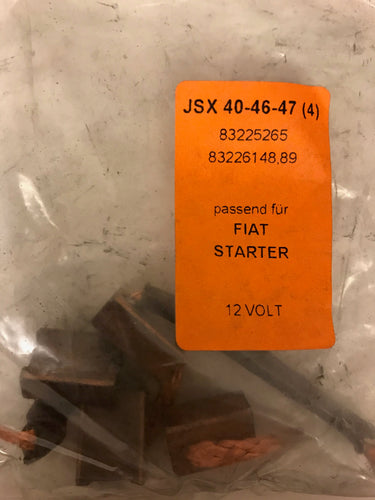 JSX 40-46-47 (4)
83225265
83226148,89
passend für
FIAT
STARTER
12 VOLT